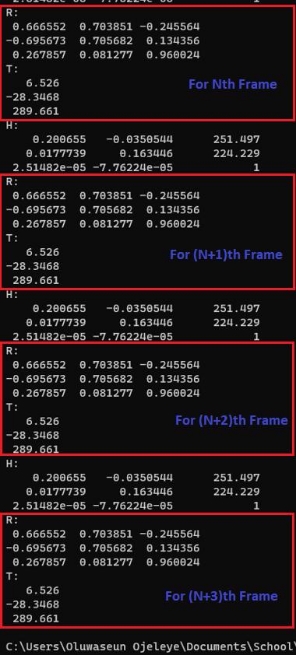 R:
0.666552 0.703851 -0.245564
-0.695673 0.705682 0.134356
0.267857 0.081277 0.960024
T:
6.526
-28.3468
289.661
For Nth Frame
H:
0.200655 -0.0350544 251.497
0.0177739 0.163446 224.229
2.51482e-05 -7.76224e-05 1
R:
0.666552 0.703851 -0.245564
-0.695673 0.705682 0.134356
0.267857 0.081277 0.960024
T:
6.526
-28.3468
289.661
For (N+1)th Frame
H:
0.200655 -0.0350544 251.497
0.0177739 0.163446 224.229
2.51482e-05 -7.76224e-05 1
R:
0.666552 0.703851 -0.245564
-0.695673 0.705682 0.134356
0.267857 0.081277 0.960024
T:
6.526
-28.3468
289.661
For (N+2)th Frame
H:
0.200655 -0.0350544 251.497
0.0177739 0.163446 224.229
2.51482e-05 -7.76224e-05 1
R:
0.666552 0.703851 -0.245564
-0.695673 0.705682 0.134356
0.267857 0.081277 0.960024
T:
6.526
-28.3468
289.661
For (N+3)th Frame
C:\Users\Oluwaseun Ojeleye\Documents\School\